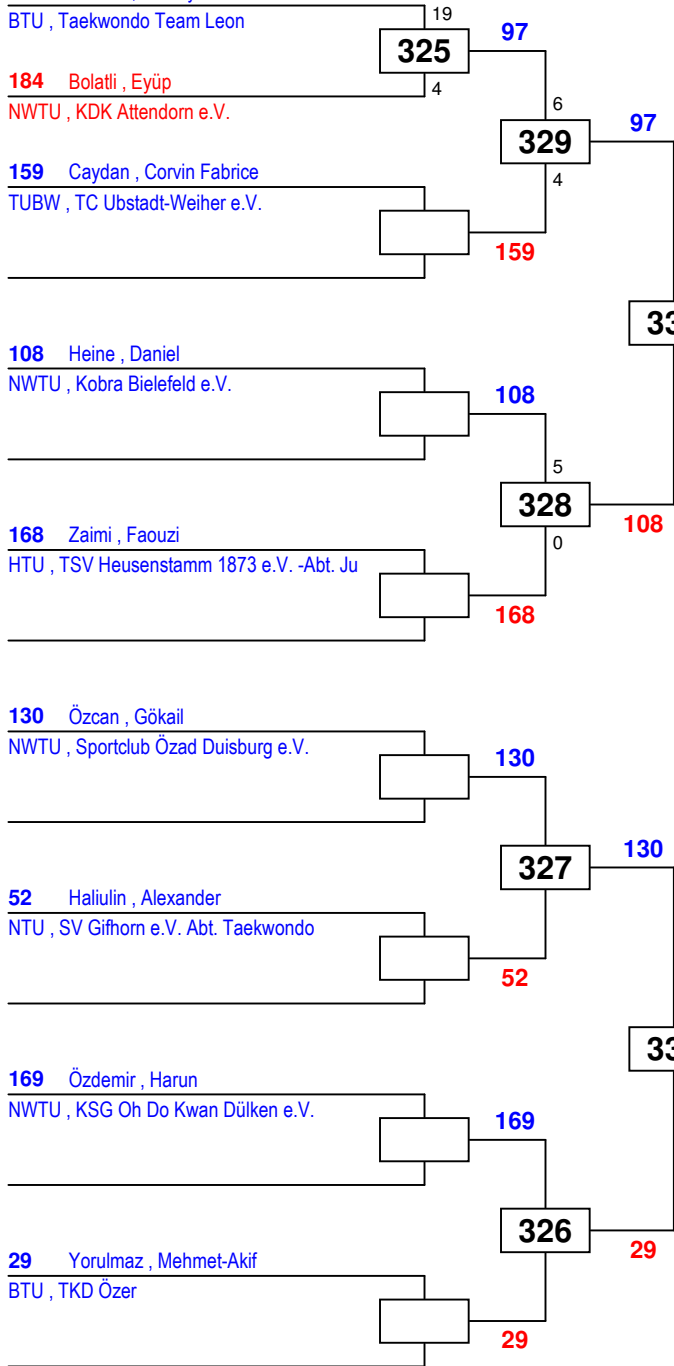 BTU , Taekwondo Team Leon
19
97
325
184 Bolatli , Eyüp
4
NWTU , KDK Attendorn e.V.
6
97
329
159 Caydan , Corvin Fabrice
4
TUBW , TC Ubstadt-Weiher e.V.
159
33
108 Heine , Daniel
NWTU , Kobra Bielefeld e.V.
108
5
328
108
168 Zaimi , Faouzi
0
HTU , TSV Heusenstamm 1873 e.V. -Abt. Ju
168
130 Özcan , Gökail
NWTU , Sportclub Özad Duisburg e.V.
130
130
327
52 Haliulin , Alexander
NTU , SV Gifhorn e.V. Abt. Taekwondo
52
33
169 Özdemir , Harun
NWTU , KSG Oh Do Kwan Dülken e.V.
169
326
29
29 Yorulmaz , Mehmet-Akif
BTU , TKD Özer
29